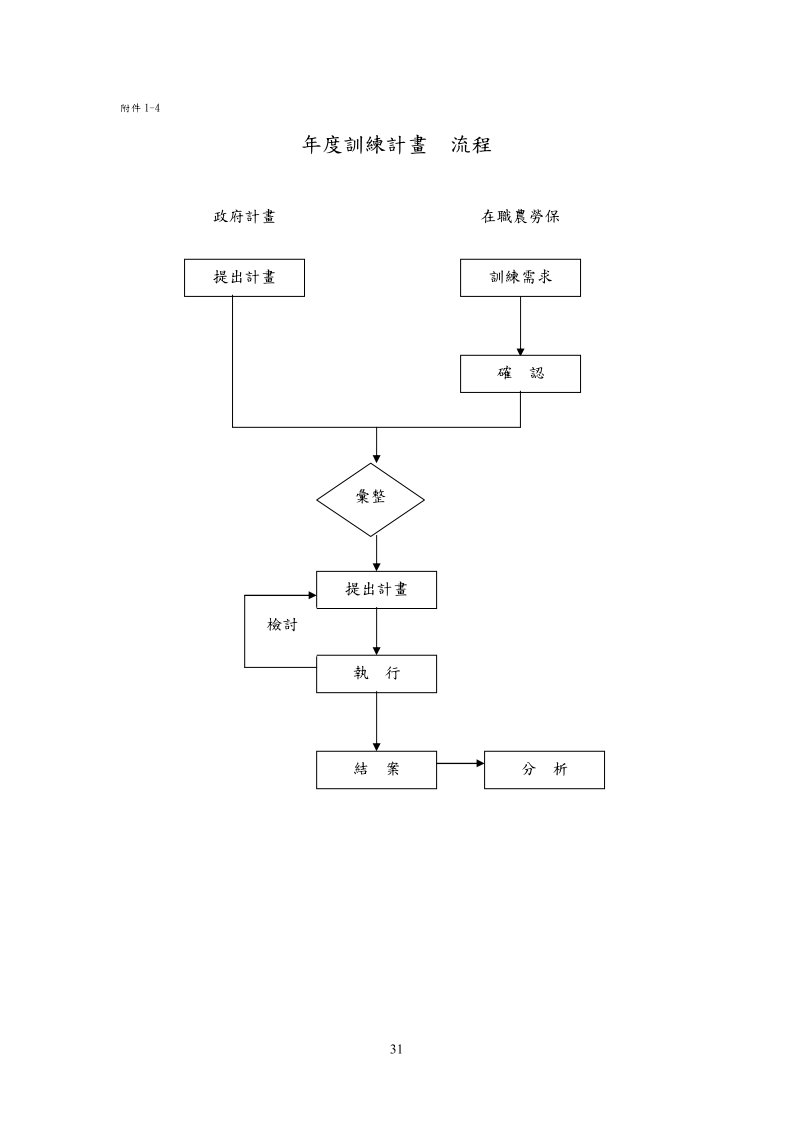 附件 1-4
年度訓練計畫　流程
政府計畫　在職農勞保
提出計畫　訓練需求
確　認
彙整
提出計畫
檢討
執　行
結　案　分　析
31